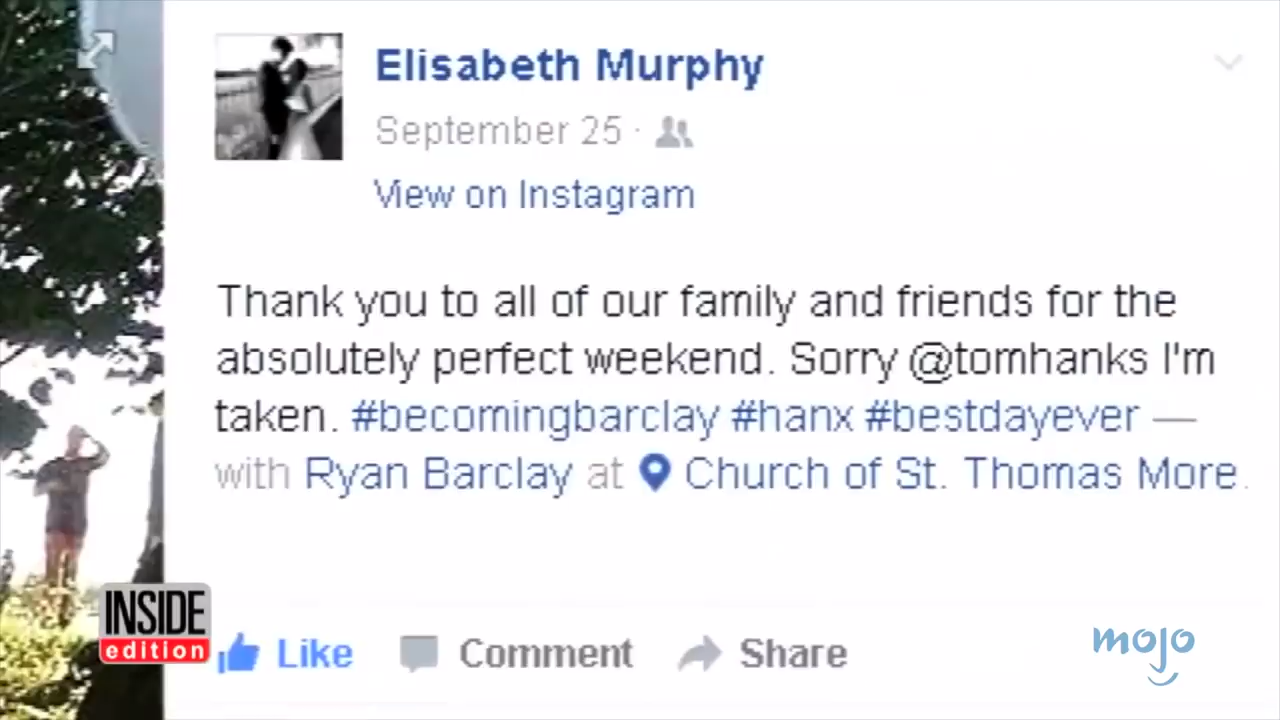 Elisabeth Murphy
September 25 ·
View on Instagram
Thank you to all of our family and friends for the
absolutely perfect weekend. Sorry @tomhanks I'm
taken. #becomingbarclay #hanx #bestdayever —
with Ryan Barclay at Church of St. Thomas More.
INSIDE
edition
Like Comment Share
mojo